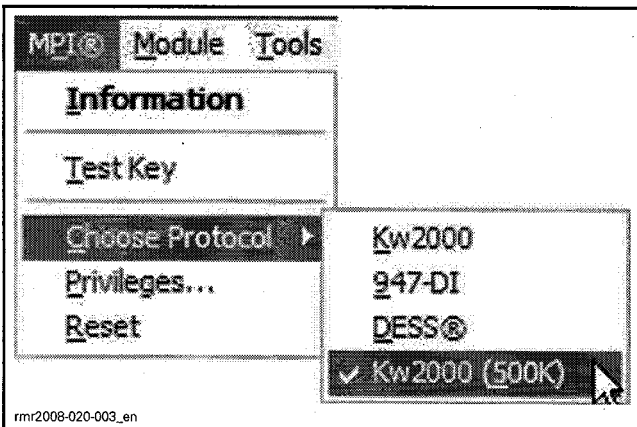 MPI® Module Tools
Information
Test Key
Choose Protocol
Kw2000
Privileges...
947-DI
Reset
DESS®
Kw2000 (500K)
rmr2008-020-003_en